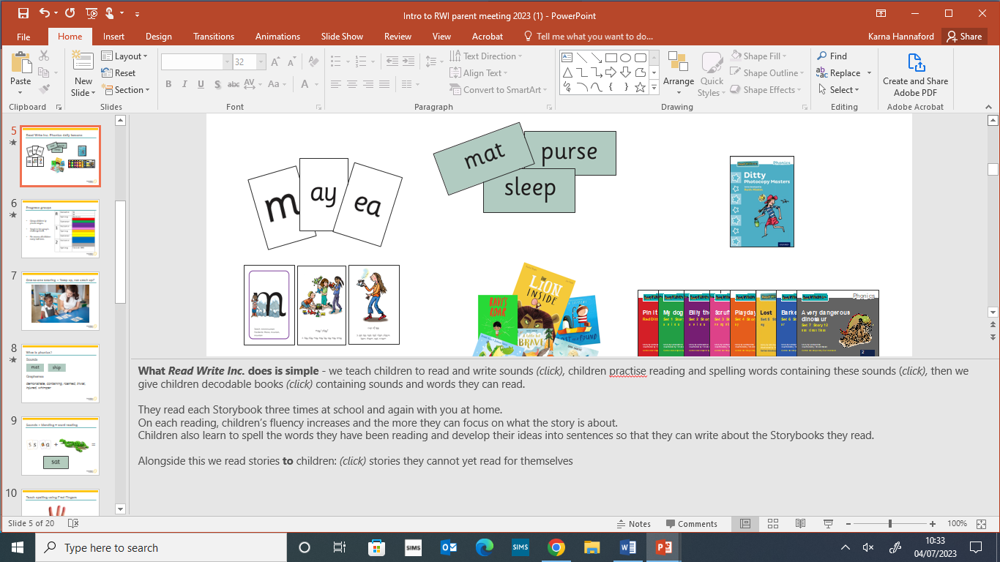 Intro to RWI parent meeting 2023 (1) - PowerPoint
File Home Insert Design Transitions Animations Slide Show Review View Acrobat Tell me what you want to do... Karna Hannaford Share
Paste
Clipboard
New Slide
Layout
Reset
Section
Slides
32
B I U S abc AV Aa A
Font
Text Direction
Align Text
Convert to SmartArt
Paragraph
Arrange
Quick Styles
Shape Fill
Shape Outline
Shape Effects
Drawing
Find
Replace
Select
Editing
Create and Share Adobe PDF
Adobe Acrobat
5
Read Write Inc. Phonics daily lessons
6
Progress groups
7
One-to-one tutoring – 'Keep up, not catch up!'
8
What is phonics?
Sounds
mat ship
Graphemes
9
Sounds + blending = word reading
s s a a + =
sat
10
Teach spelling using Fred Fingers
m ay ea
mat purse
sleep
Phonics
Ditty
Photocopy Masters
m
THE LION INSIDE
RAVI'S ROAR
BRAVE
Pin it
My dog
Billy the
Scruf
Playday
Lost
Barke
A very dangerous dinosaur
Set 7 Story 12
Phonics
2
What Read Write Inc. does is simple - we teach children to read and write sounds (click), children practise reading and spelling words containing these sounds (click), then we
give children decodable books (click) containing sounds and words they can read.
They read each Storybook three times at school and again with you at home.
On each reading, children's fluency increases and the more they can focus on what the story is about.
Children also learn to spell the words they have been reading and develop their ideas into sentences so that they can write about the Storybooks they read.
Alongside this we read stories to children: (click) stories they cannot yet read for themselves
Slide 5 of 20
Notes
Comments
100%
Type here to search
SIMS
SIMS
10:33
04/07/2023